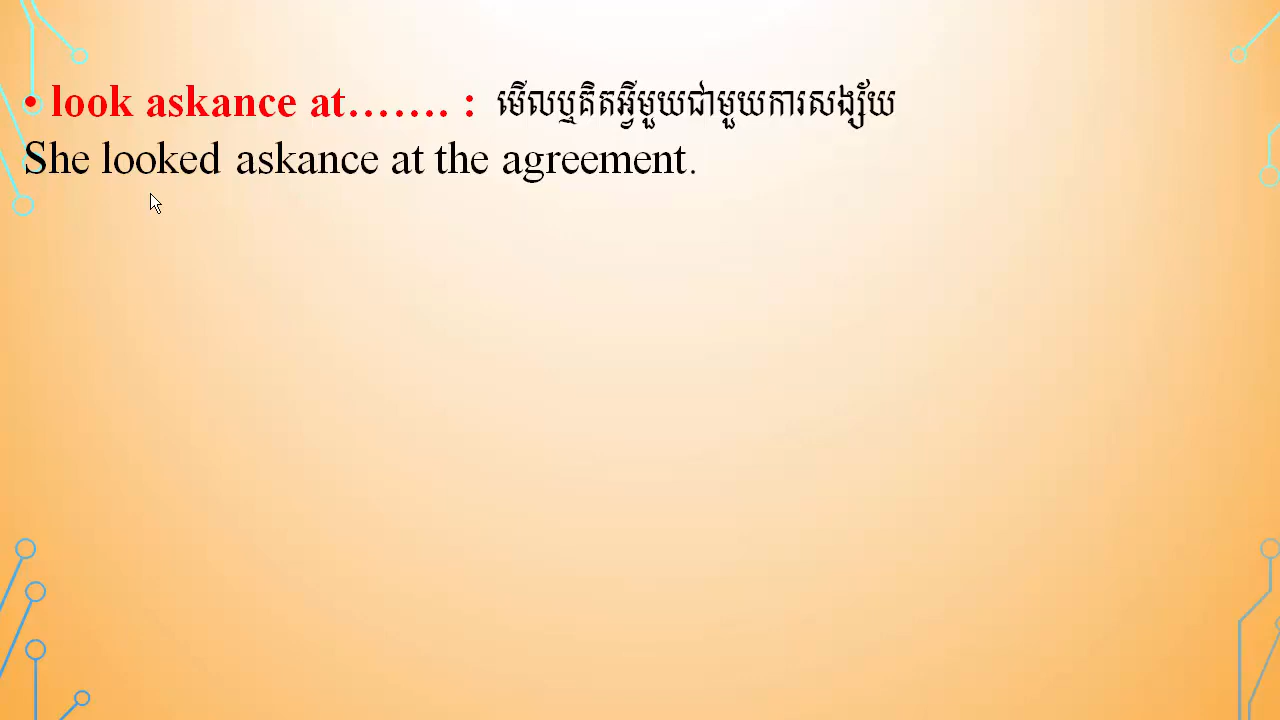 • look askance at……. : មើលឬគិតអ្វីមួយជាមួយការសង្ស័យ
She looked askance at the agreement.